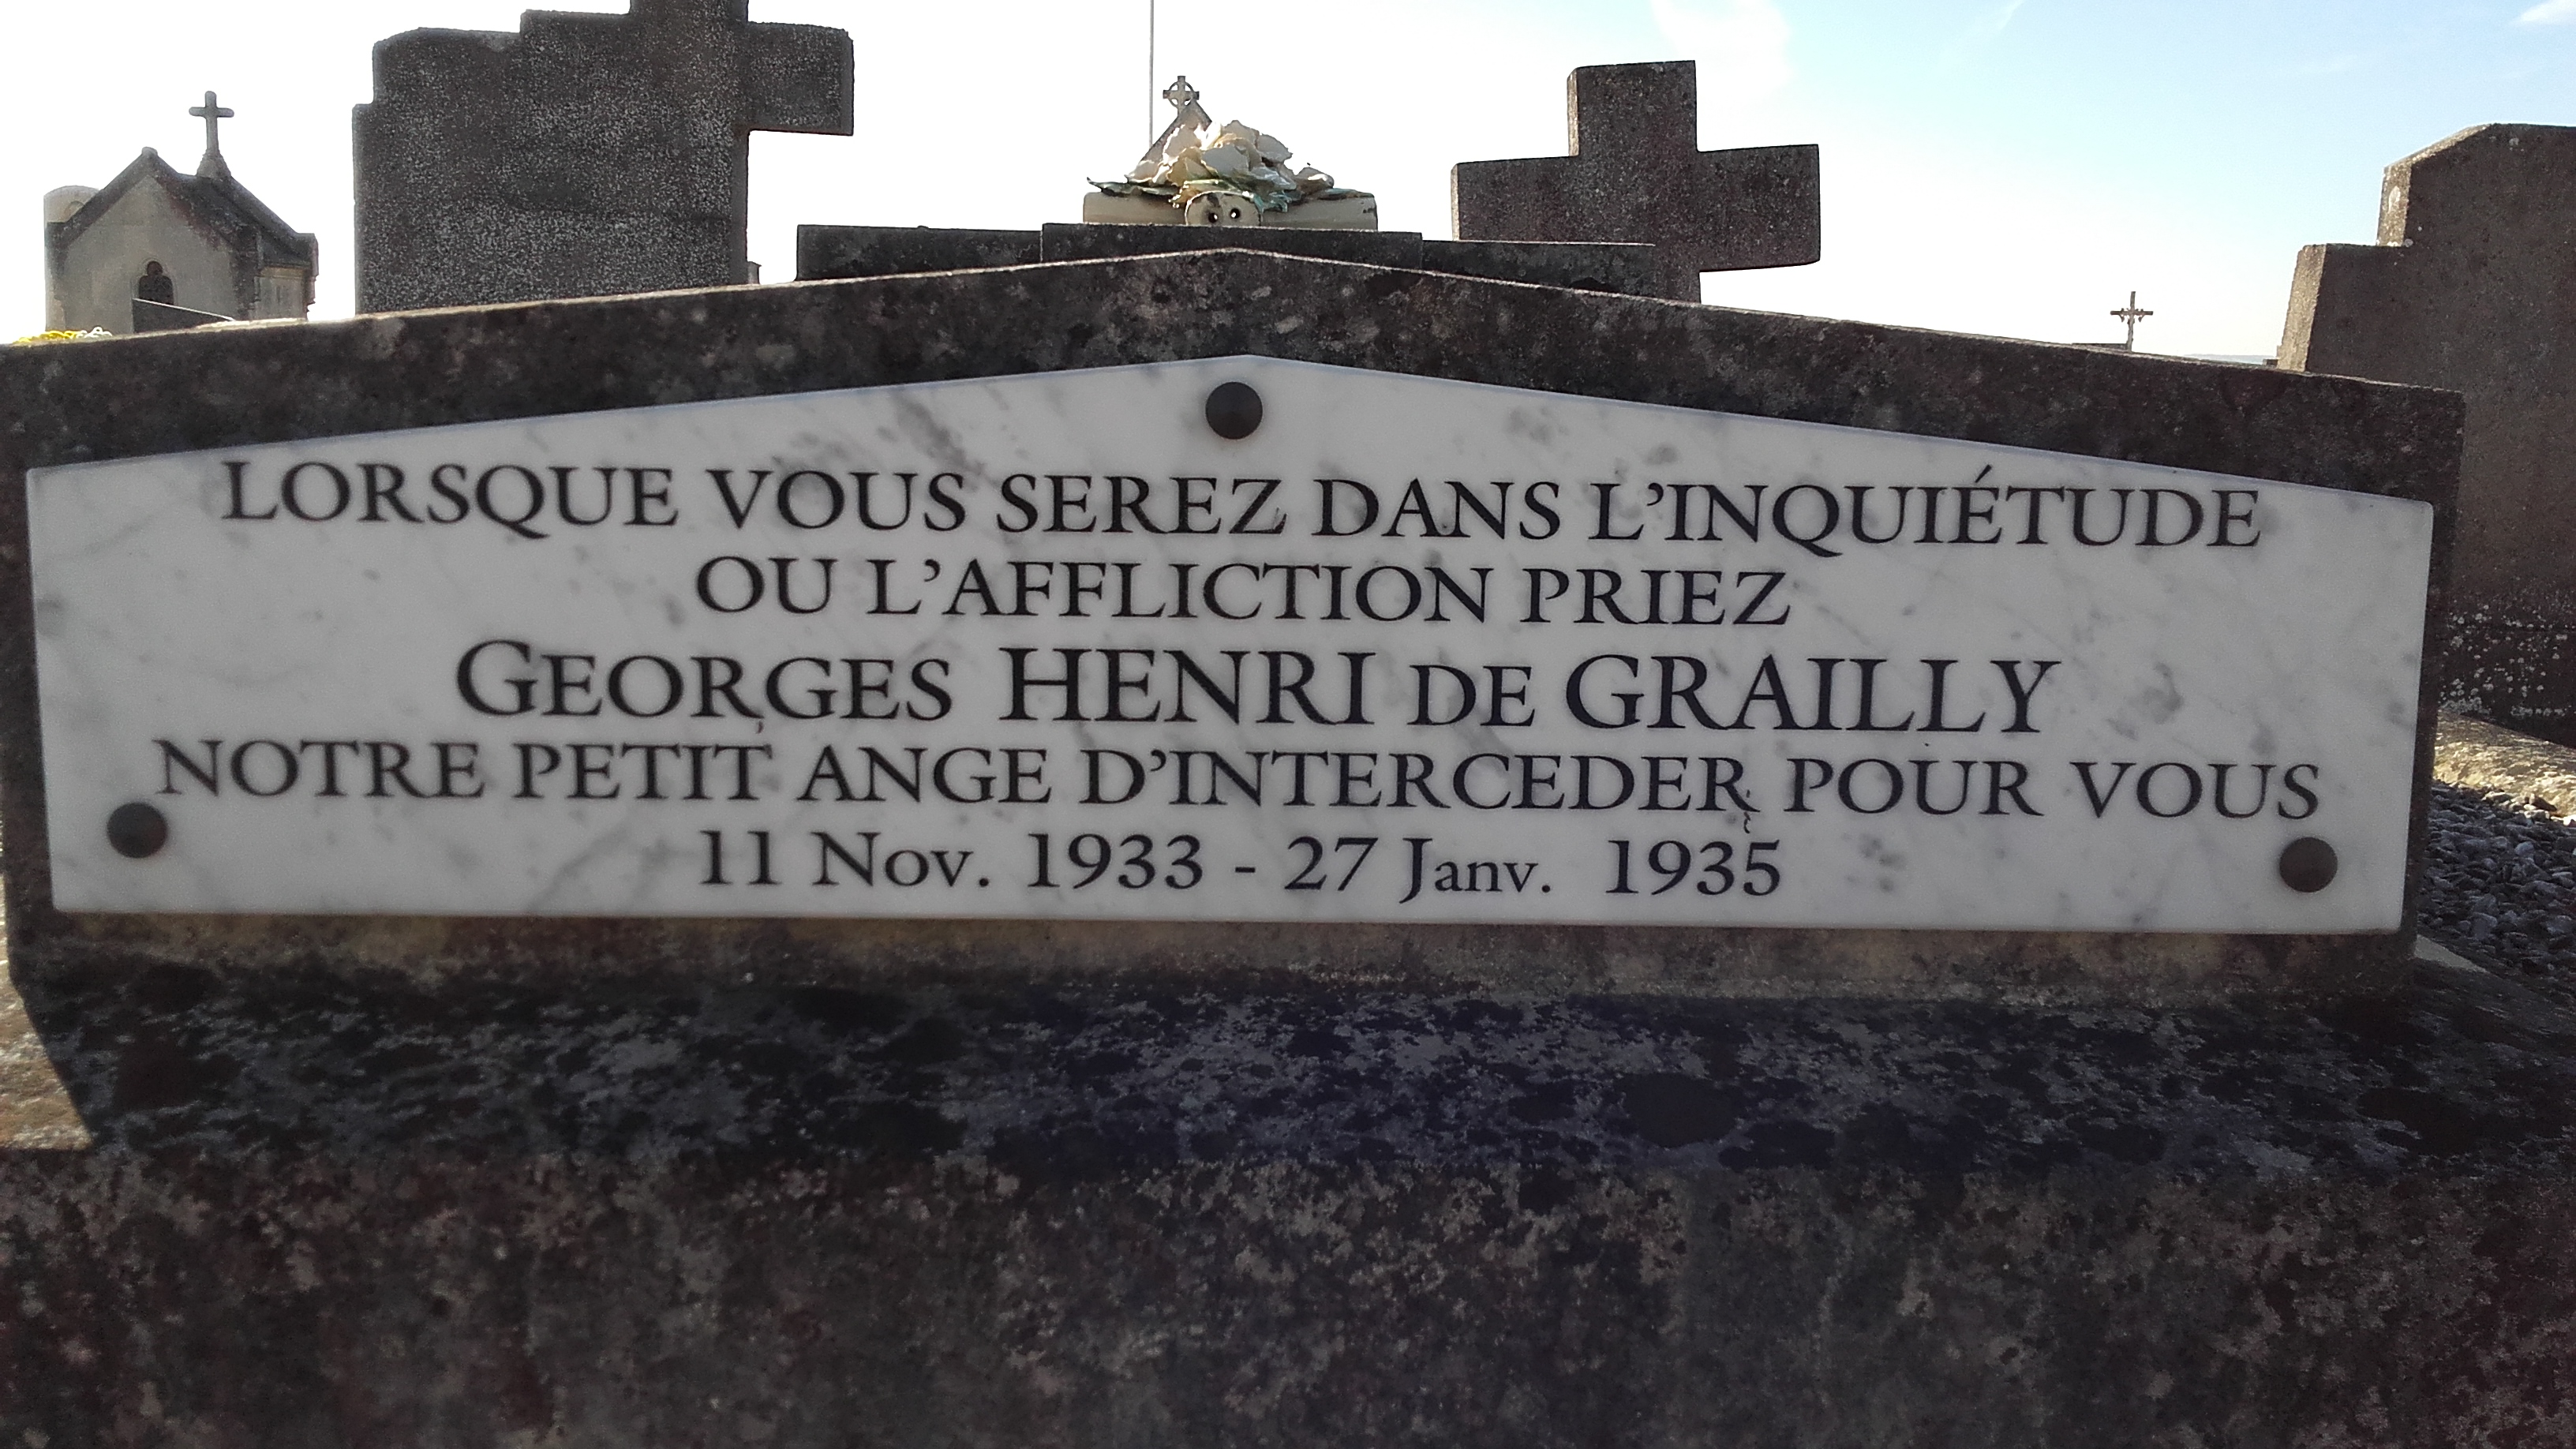 LORSQUE VOUS SEREZ DANS L'INQUIÉTUDE
OU L'AFFLICTION PRIEZ
GEORGES HENRI DE GRAILLY
NOTRE PETIT ANGE D'INTERCEDER POUR VOUS
11 Nov. 1933 - 27 Janv. 1935